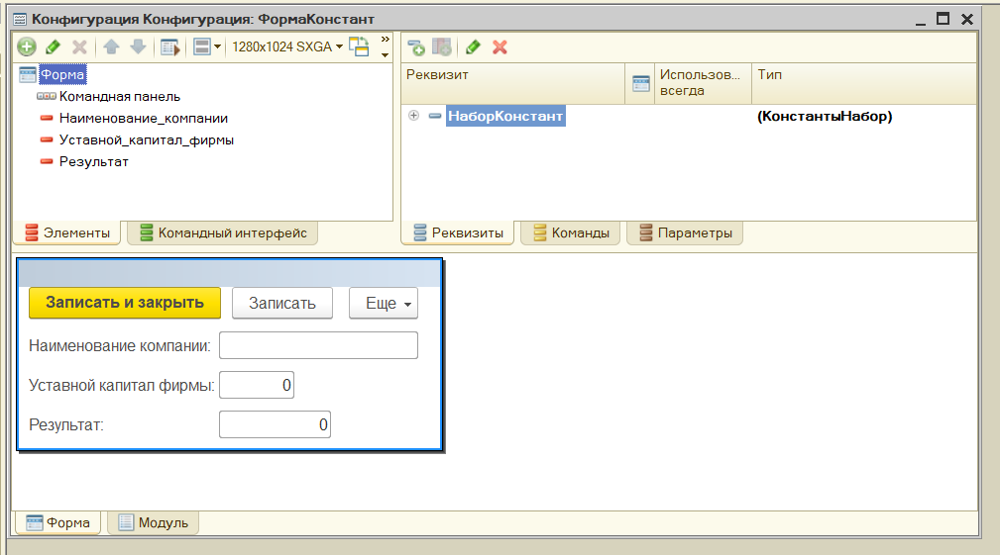 Конфигурация Конфигурация: ФормаКонстант
1280x1024 SXGA
Форма
Командная панель
Наименование_компании
Уставной_капитал_фирмы
Результат
Элементы
Командный интерфейс
Реквизит
Использов...
всегда
Тип
НаборКонстант
(КонстантыНабор)
Реквизиты
Команды
Параметры
Записать и закрыть
Записать
Еще
Наименование компании:
Уставной капитал фирмы: 0
Результат: 0
Форма
Модуль